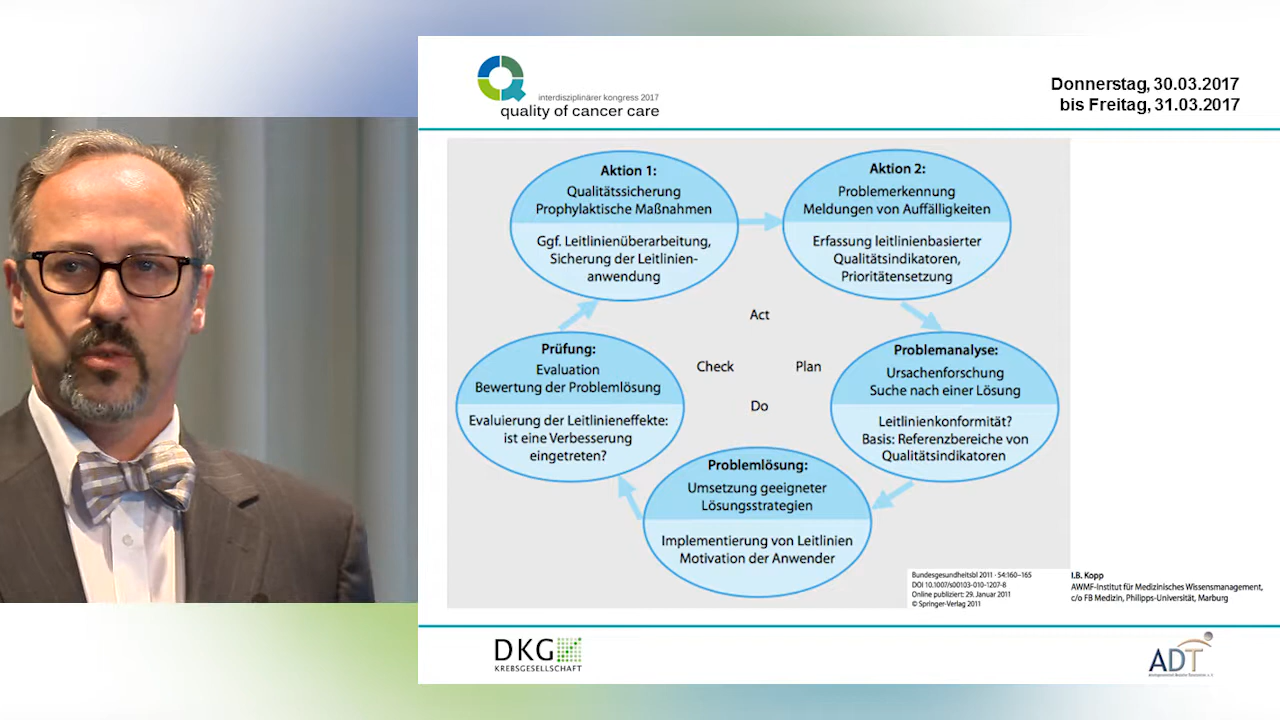 interdisziplinärer kongress 2017
quality of cancer care
Donnerstag, 30.03.2017
bis Freitag, 31.03.2017
Aktion 1:
Qualitätssicherung
Prophylaktische Maßnahmen
Ggf. Leitlinienüberarbeitung,
Sicherung der Leitlinien-
anwendung
Aktion 2:
Problemerkennung
Meldungen von Auffälligkeiten
Erfassung leitlinienbasierter
Qualitätsindikatoren,
Prioritätensetzung
Act
Check
Plan
Do
Prüfung:
Evaluation
Bewertung der Problemlösung
Evaluierung der Leitlinieneffekte:
ist eine Verbesserung
eingetreten?
Problemanalyse:
Ursachenforschung
Suche nach einer Lösung
Leitlinienkonformität?
Basis: Referenzbereiche von
Qualitätsindikatoren
Problemlösung:
Umsetzung geeigneter
Lösungsstrategien
Implementierung von Leitlinien
Motivation der Anwender
Bundesgesundheitsbl 2011 · 54:160–165
DOI 10.1007/s00103-010-1207-8
Online publiziert: 29. Januar 2011
© Springer-Verlag 2011
I.B. Kopp
AWMF-Institut für Medizinisches Wissensmanagement,
c/o FB Medizin, Philipps-Universität, Marburg
DKG
KREBSGESELLSCHAFT
ADT